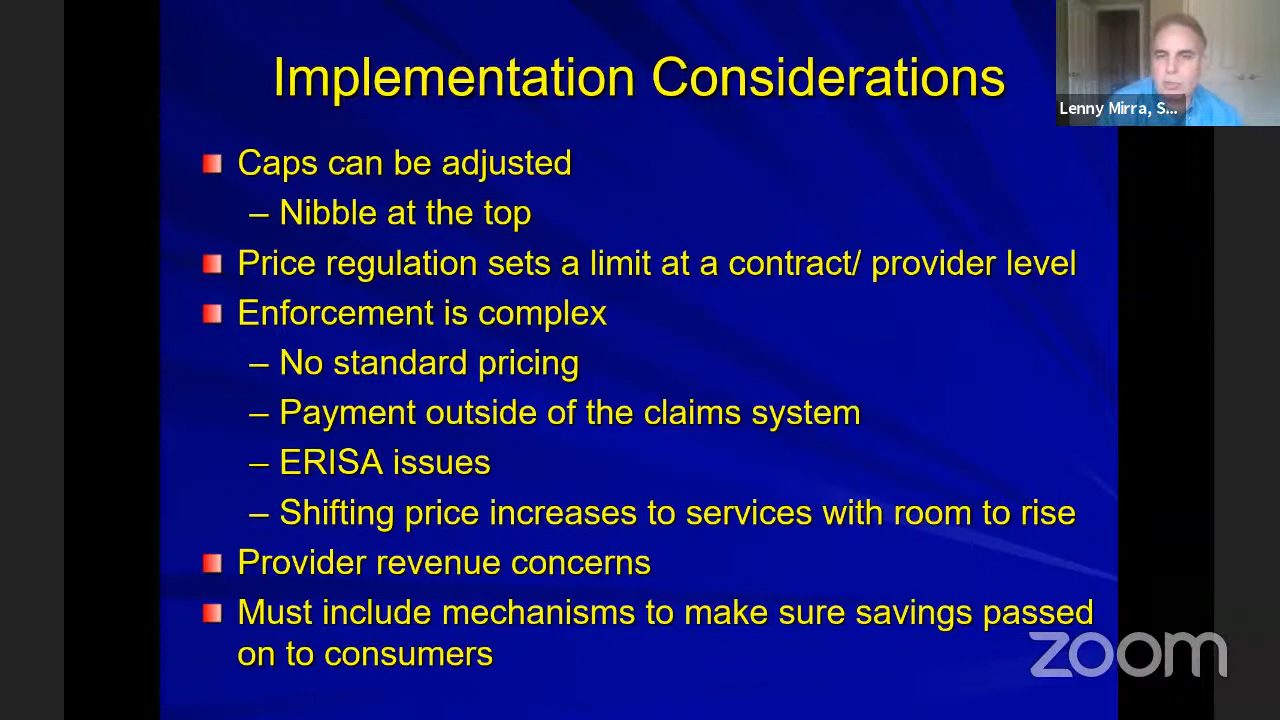 Implementation Considerations
Lenny Mirra, S...
Caps can be adjusted
– Nibble at the top
Price regulation sets a limit at a contract/ provider level
Enforcement is complex
– No standard pricing
– Payment outside of the claims system
– ERISA issues
– Shifting price increases to services with room to rise
Provider revenue concerns
Must include mechanisms to make sure savings passed
on to consumers
zoom